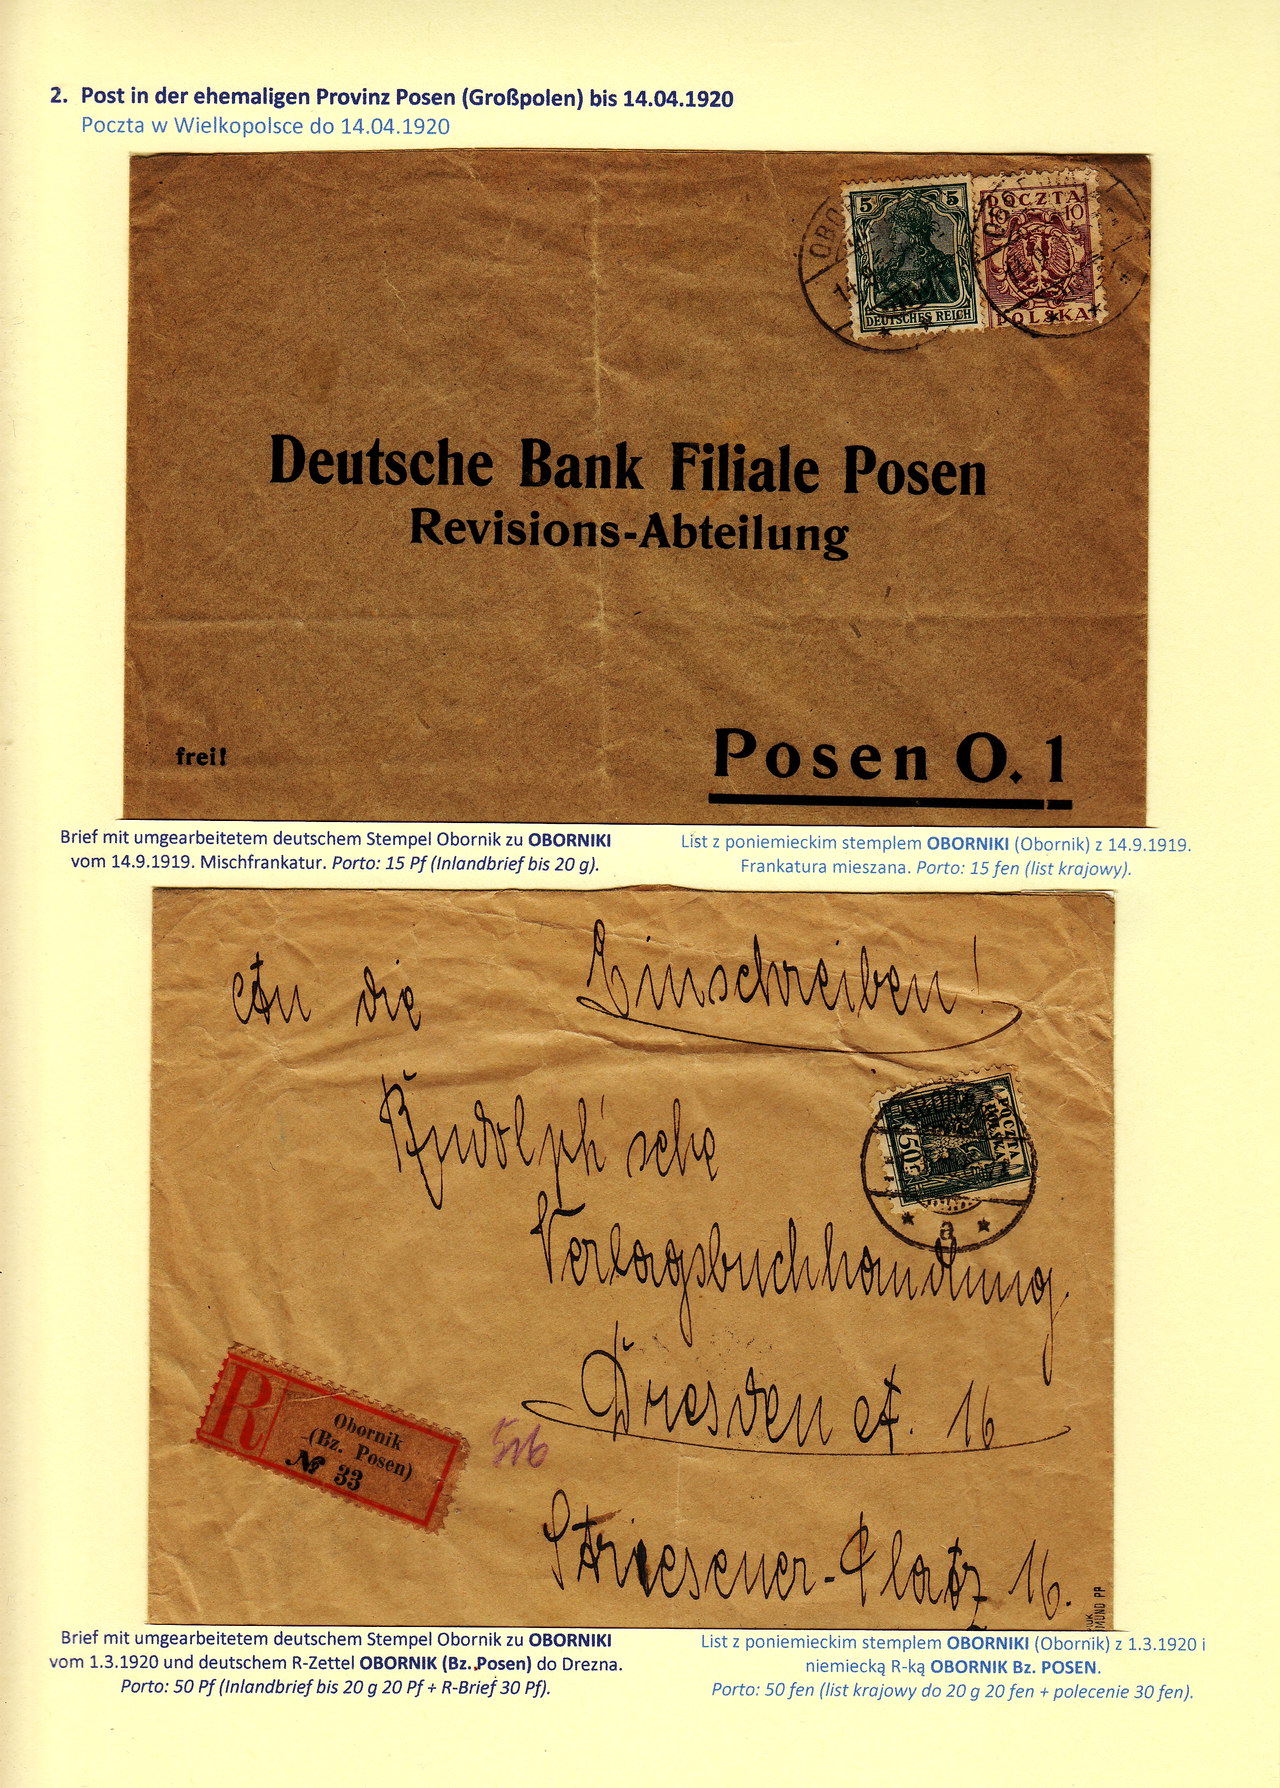 2. Post in der ehemaligen Provinz Posen (Großpolen) bis 14.04.1920
Poczta w Wielkopolsce do 14.04.1920
5 5
DEUTSCHES REICH
POCZTA
10 10
POLSKA
Deutsche Bank Filiale Posen
Revisions-Abteilung
frei!
Posen O. 1
Brief mit umgearbeitetem deutschem Stempel Obornik zu OBORNIKI
vom 14.9.1919. Mischfrankatur. Porto: 15 Pf (Inlandbrief bis 20 g).
List z poniemieckim stemplem OBORNIKI (Obornik) z 14.9.1919.
Frankatura mieszana. Porto: 15 fen (list krajowy).
An die Einschreiben!
Rudolph'sche
POCZTA
POLSKA
50
a
Verlagsbuchhandlung
Dresden A. 16
R
Obornik
(Bz. Posen)
№ 33
516
Striesener-Platz 16.
Brief mit umgearbeitetem deutschem Stempel Obornik zu OBORNIKI
vom 1.3.1920 und deutschem R-Zettel OBORNIK (Bz. Posen) do Drezna.
Porto: 50 Pf (Inlandbrief bis 20 g 20 Pf + R-Brief 30 Pf).
List z poniemieckim stemplem OBORNIKI (Obornik) z 1.3.1920 i
niemiecką R-ką OBORNIK Bz. POSEN.
Porto: 50 fen (list krajowy do 20 g 20 fen + polecenie 30 fen).